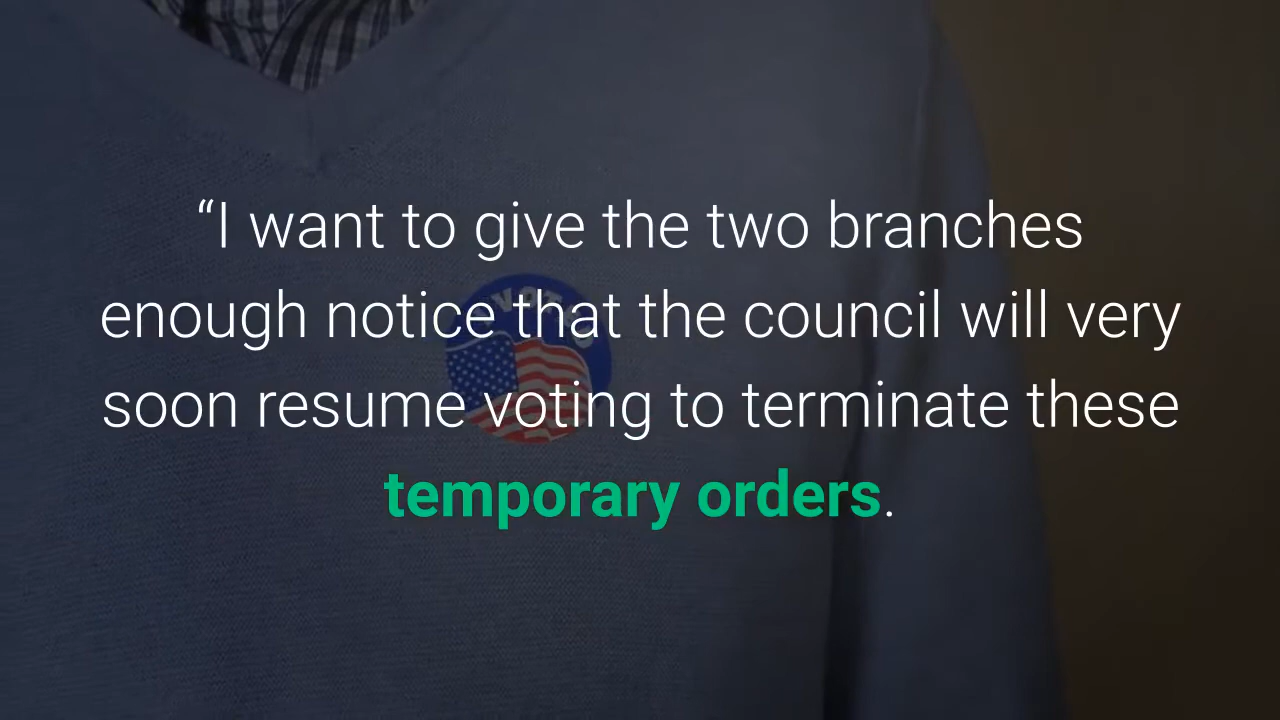 “I want to give the two branches
enough notice that the council will very
soon resume voting to terminate these
temporary orders.